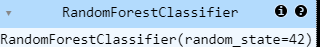 RandomForestClassifier i ?
RandomForestClassifier(random_state=42)